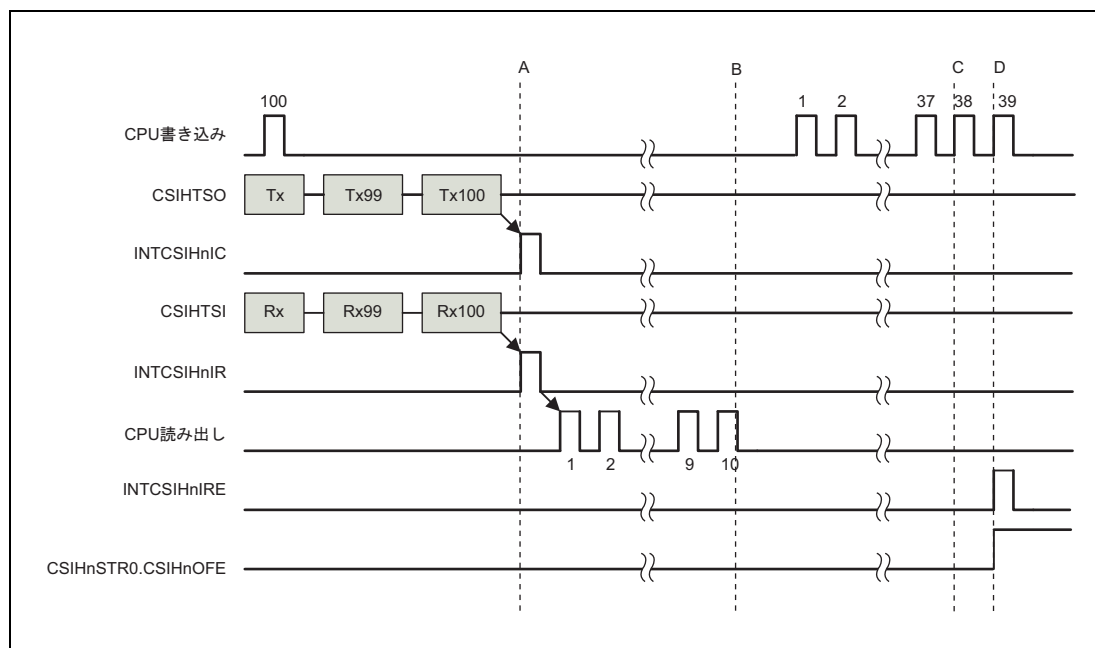 A B C D
100 1 2 37 38 39
CPU書き込み
CSIHTSO Tx Tx99 Tx100
INTCSIHnIC
CSIHTSI Rx Rx99 Rx100
INTCSIHnIR
CPU読み出し
1 2 9 10
INTCSIHnIRE
CSIHnSTR0.CSIHnOFE